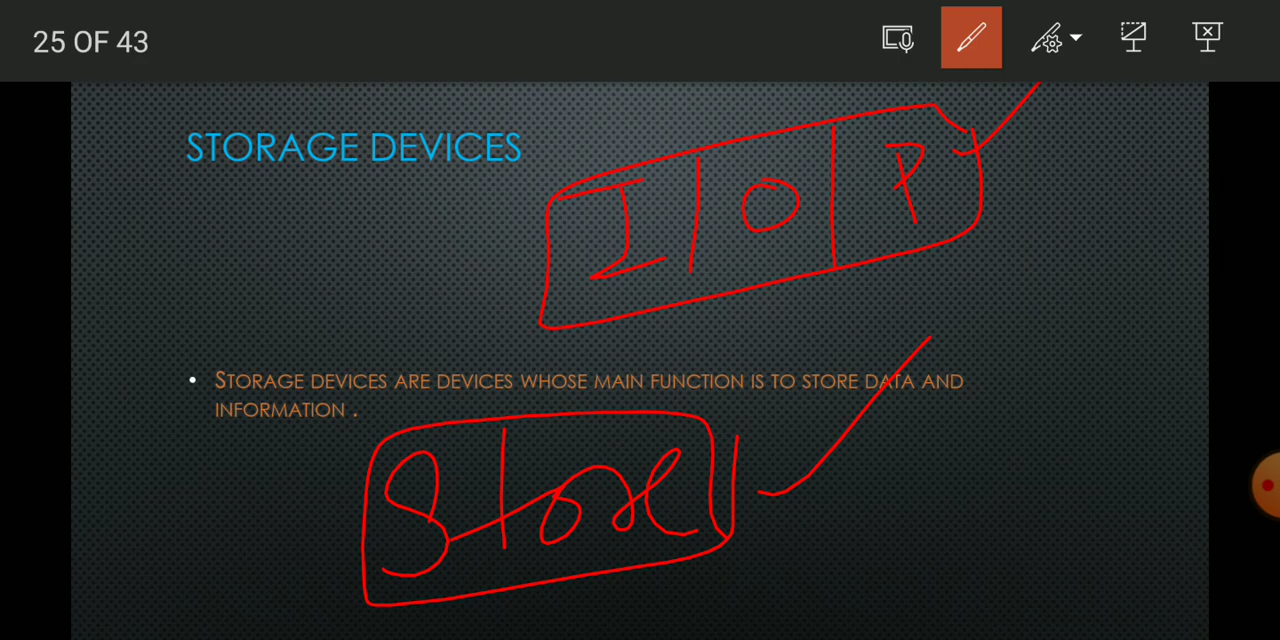 25 OF 43
STORAGE DEVICES
I | O | P
STORAGE DEVICES ARE DEVICES WHOSE MAIN FUNCTION IS TO STORE DATA AND
INFORMATION .
Store